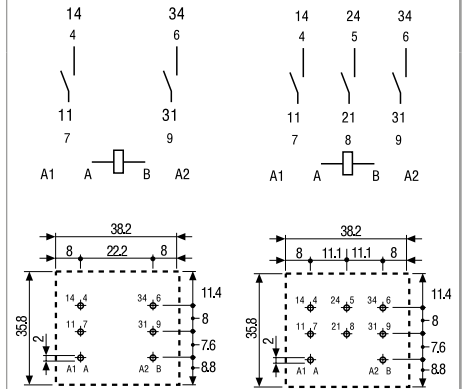 14 34 14 24 34
4 6 4 5 6
11 31 11 21 31
7 9 7 8 9
A1 A B A2 A1 A B A2
38.2 38.2
8 22.2 8 8 11.1 11.1 8
35.8 14 4 34 6 11.4 35.8 14 4 24 5 34 6 11.4
8 8
11 7 31 9 11 7 21 8 31 9
2 7.6 2 7.6
A1 A A2 B 8.8 A1 A A2 B 8.8